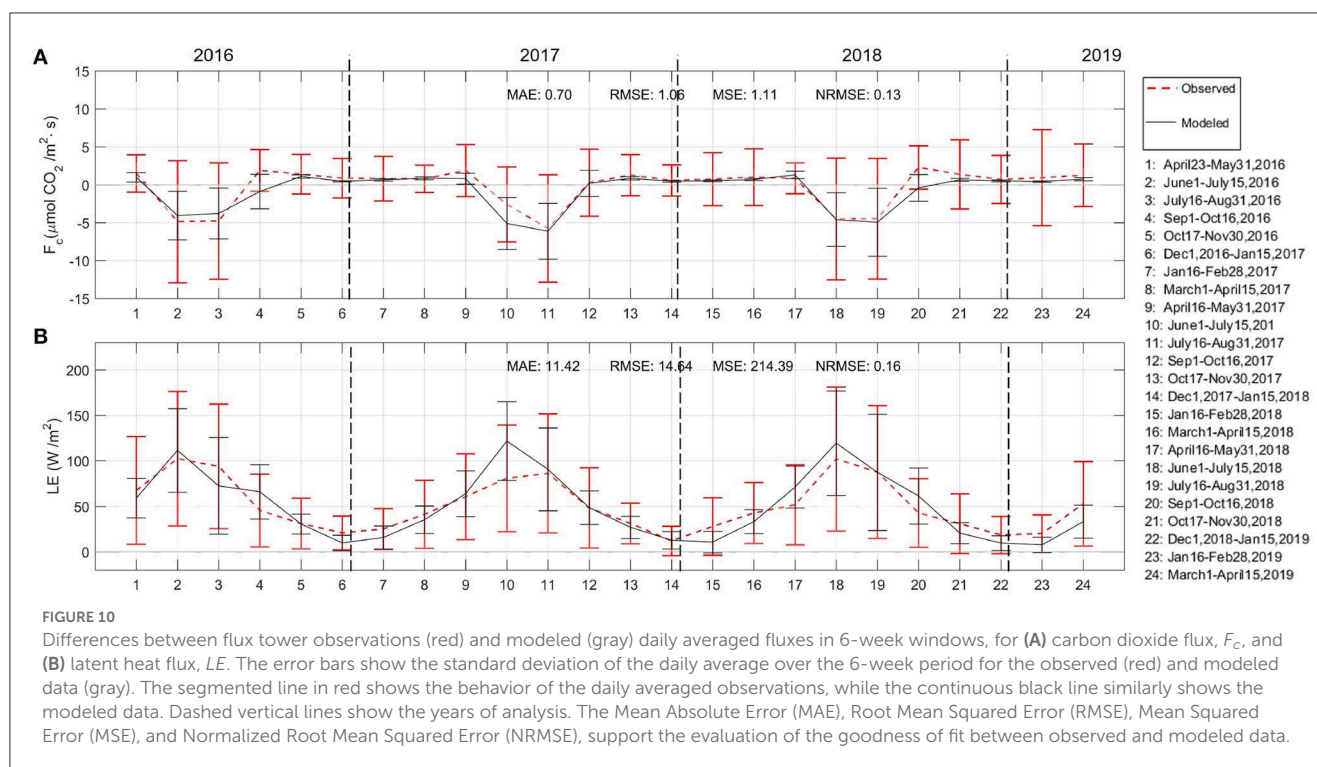 2016 2017 2018 2019
A
15
10
5
0
-5
-10
-15
F_c(μmol CO_2 /m²· s)
MAE: 0.70 RMSE: 1.06 MSE: 1.11 NRMSE: 0.13
1 2 3 4 5 6 7 8 9 10 11 12 13 14 15 16 17 18 19 20 21 22 23 24
B
200
150
100
50
0
LE (W /m²)
MAE: 11.42 RMSE: 14.64 MSE: 214.39 NRMSE: 0.16
1 2 3 4 5 6 7 8 9 10 11 12 13 14 15 16 17 18 19 20 21 22 23 24
Observed
Modeled
1: April23-May31,2016
2: June1-July15,2016
3: July16-Aug31,2016
4: Sep1-Oct16,2016
5: Oct17-Nov30,2016
6: Dec1,2016-Jan15,2017
7: Jan16-Feb28,2017
8: March1-April15,2017
9: April16-May31,2017
10: June1-July15,201
11: July16-Aug31,2017
12: Sep1-Oct16,2017
13: Oct17-Nov30,2017
14: Dec1,2017-Jan15,2018
15: Jan16-Feb28,2018
16: March1-April15,2018
17: April16-May31,2018
18: June1-July15,2018
19: July16-Aug31,2018
20: Sep1-Oct16,2018
21: Oct17-Nov30,2018
22: Dec1,2018-Jan15,2019
23: Jan16-Feb28,2019
24: March1-April15,2019
FIGURE 10
Differences between flux tower observations (red) and modeled (gray) daily averaged fluxes in 6-week windows, for (A) carbon dioxide flux, F_c, and
(B) latent heat flux, LE. The error bars show the standard deviation of the daily average over the 6-week period for the observed (red) and modeled
data (gray). The segmented line in red shows the behavior of the daily averaged observations, while the continuous black line similarly shows the
modeled data. Dashed vertical lines show the years of analysis. The Mean Absolute Error (MAE), Root Mean Squared Error (RMSE), Mean Squared
Error (MSE), and Normalized Root Mean Squared Error (NRMSE), support the evaluation of the goodness of fit between observed and modeled data.